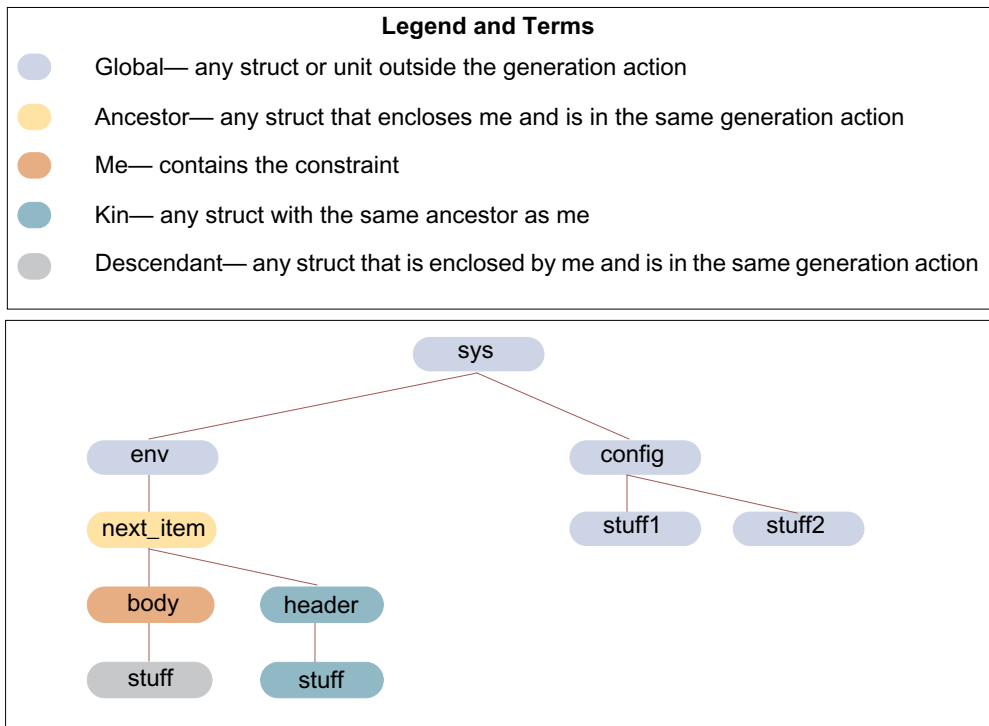 Legend and Terms
Global— any struct or unit outside the generation action
Ancestor— any struct that encloses me and is in the same generation action
Me— contains the constraint
Kin— any struct with the same ancestor as me
Descendant— any struct that is enclosed by me and is in the same generation action
sys
env
config
next_item
stuff1
stuff2
body
header
stuff
stuff